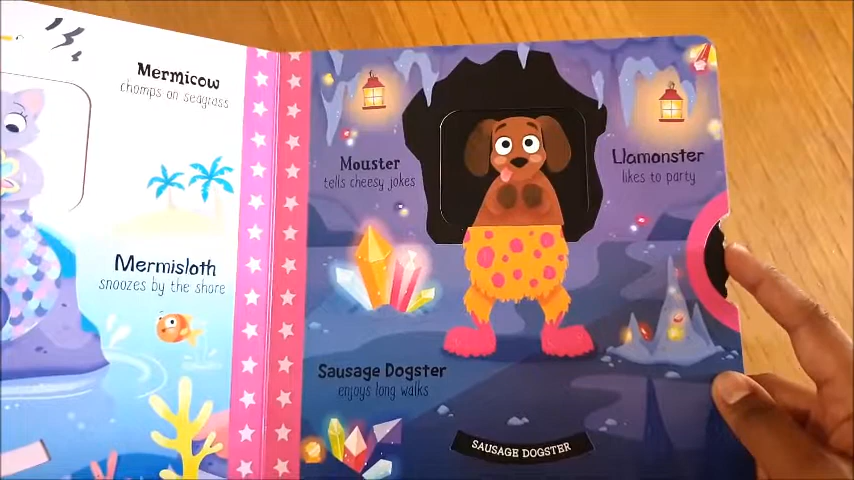 Mermicow
chomps on seagrass
Mermisloth
snoozes by the shore
Mouster
tells cheesy jokes
Llamonster
likes to party
Sausage Dogster
enjoys long walks
SAUSAGE DOGSTER